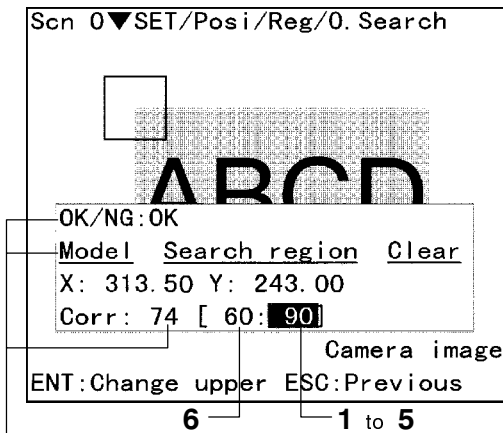 Scn 0▼SET/Posi/Reg/0. Search
ABCD
OK/NG:OK
Model Search region Clear
X: 313.50 Y: 243.00
Corr: 74 [ 60: 90]
Camera image
ENT:Change upper ESC:Previous
6 1 to 5